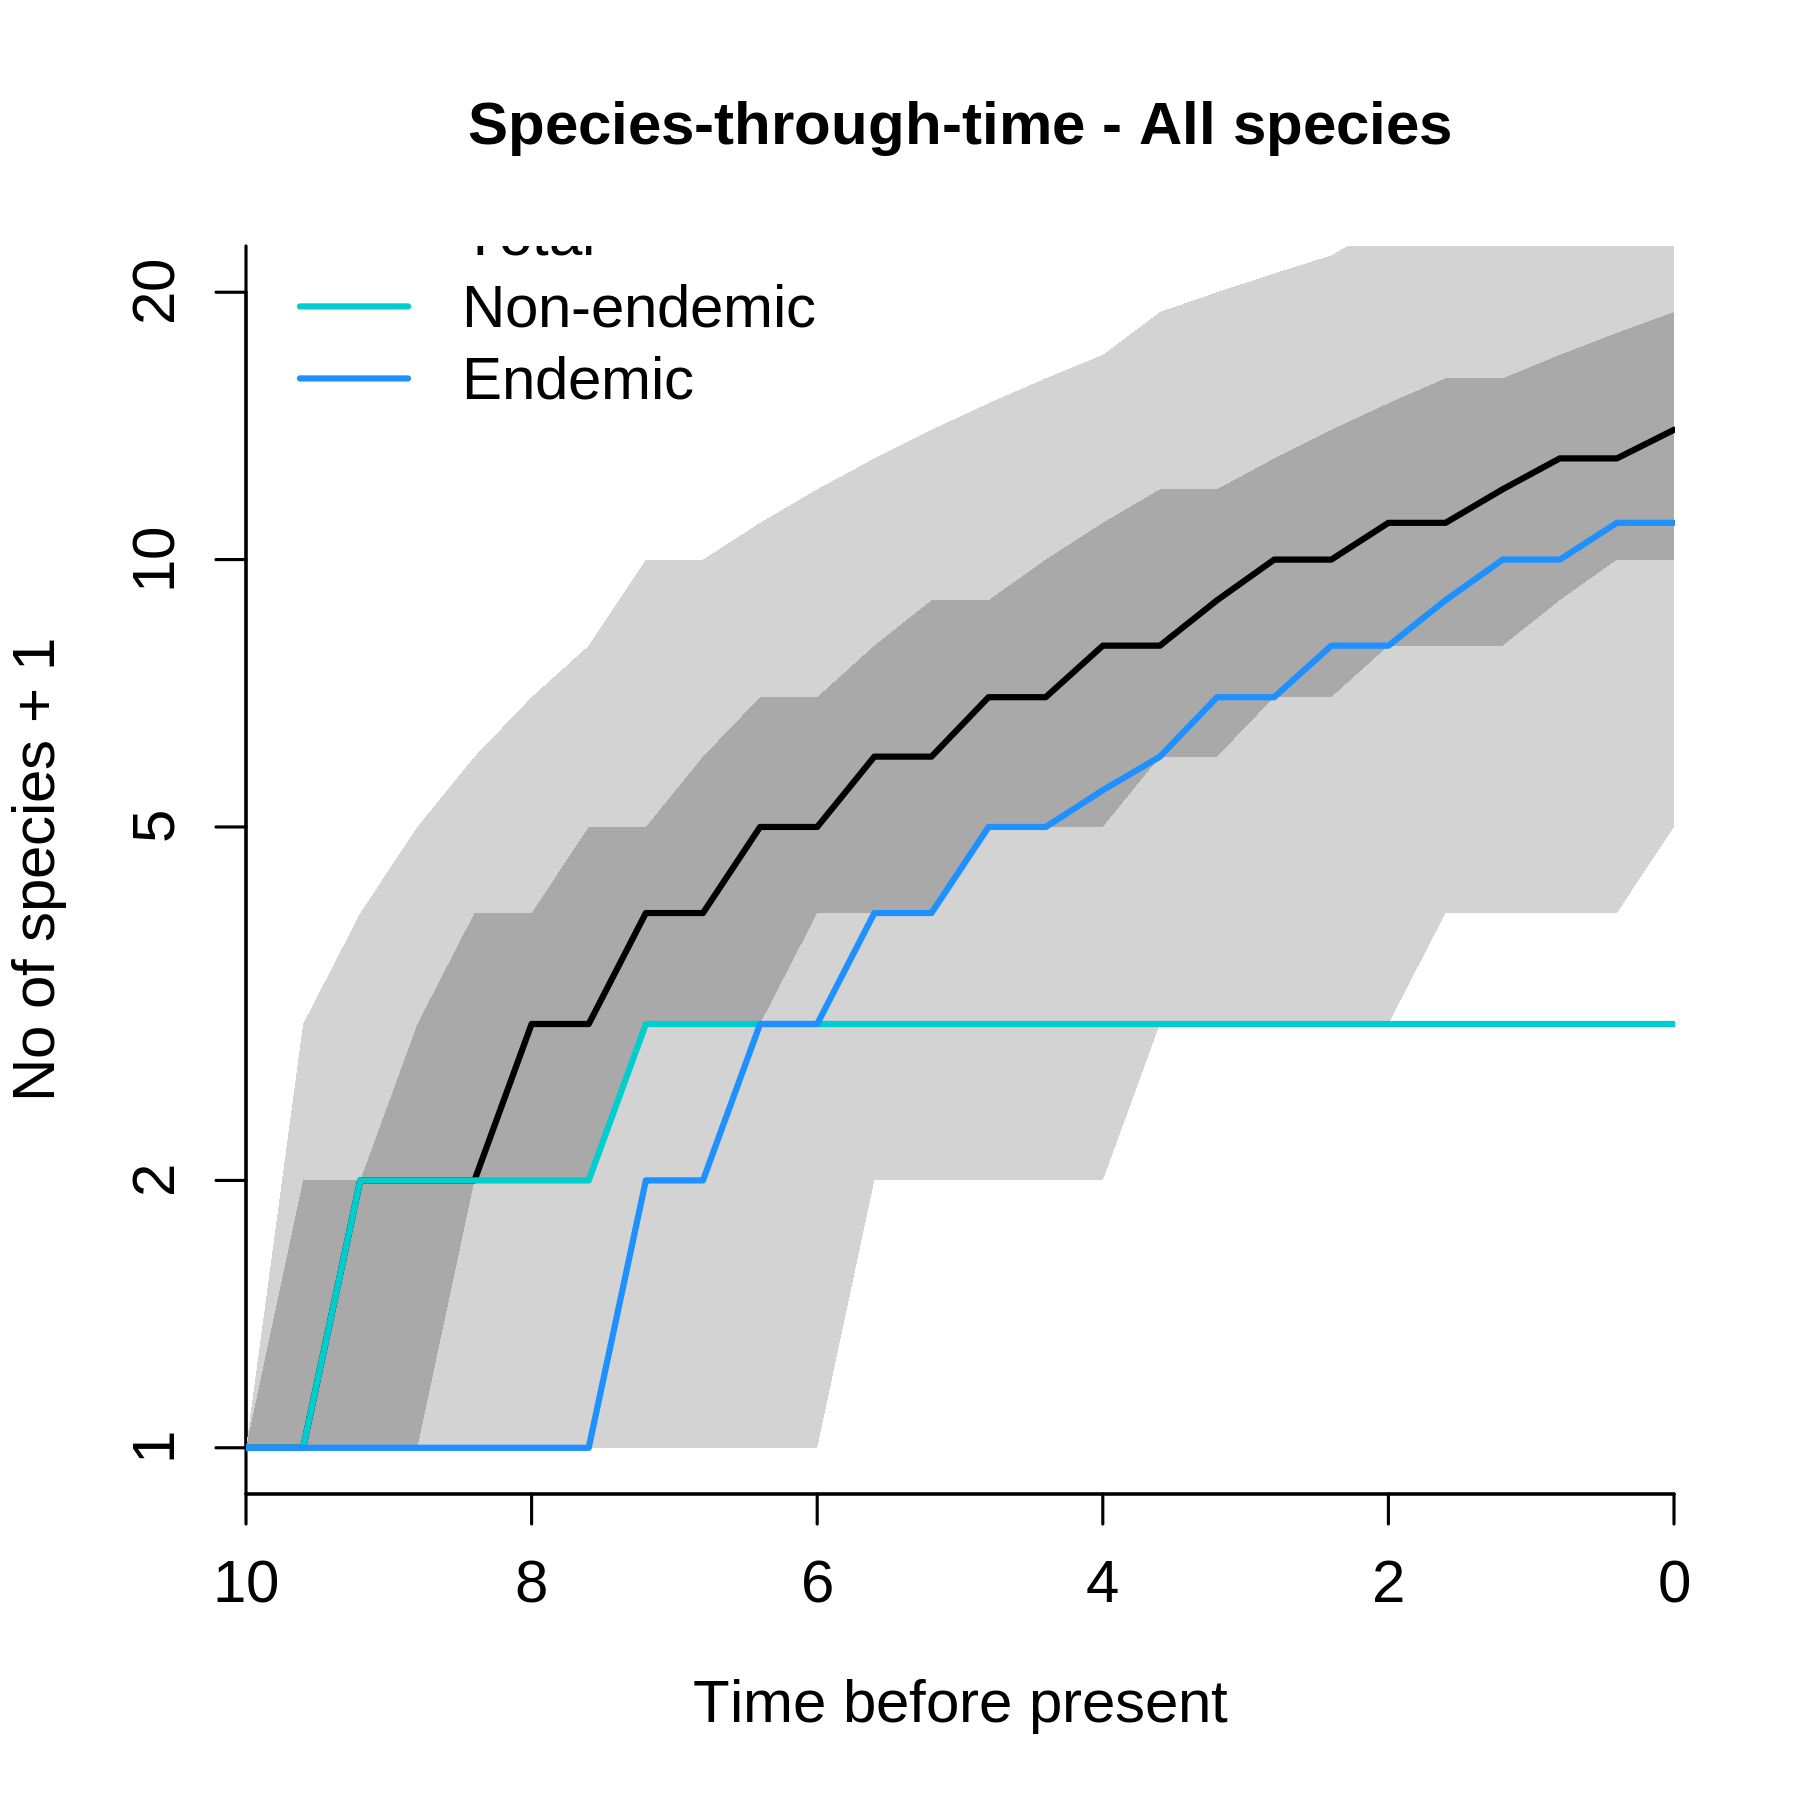 Species-through-time - All species
Total
Non-endemic
Endemic
No of species + 1
20
10
5
2
1
10 8 6 4 2 0
Time before present